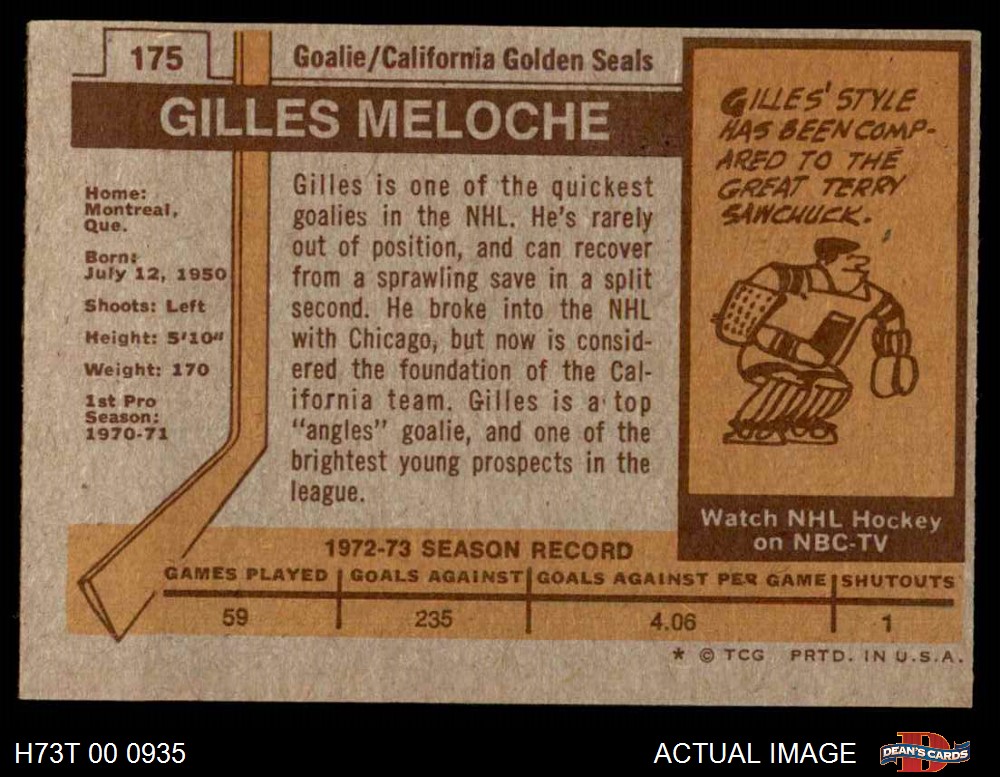 175
Goalie/California Golden Seals
GILLES MELOCHE
Home:
Montreal,
Que.
Born:
July 12, 1950
Shoots: Left
Height: 5'10"
Weight: 170
1st Pro
Season:
1970-71
Gilles is one of the quickest
goalies in the NHL. He's rarely
out of position, and can recover
from a sprawling save in a split
second. He broke into the NHL
with Chicago, but now is consid-
ered the foundation of the Cal-
ifornia team. Gilles is a top
"angles" goalie, and one of the
brightest young prospects in the
league.
GILLES' STYLE
HAS BEEN COMP-
ARED TO THE
GREAT TERRY
SAWCHUCK.
Watch NHL Hockey
on NBC-TV
1972-73 SEASON RECORD
GAMES PLAYED GOALS AGAINST GOALS AGAINST PER GAME SHUTOUTS
59 235 4.06 1
* © TCG PRTD. IN U.S.A.
H73T 00 0935
ACTUAL IMAGE
DEAN'S CARDS